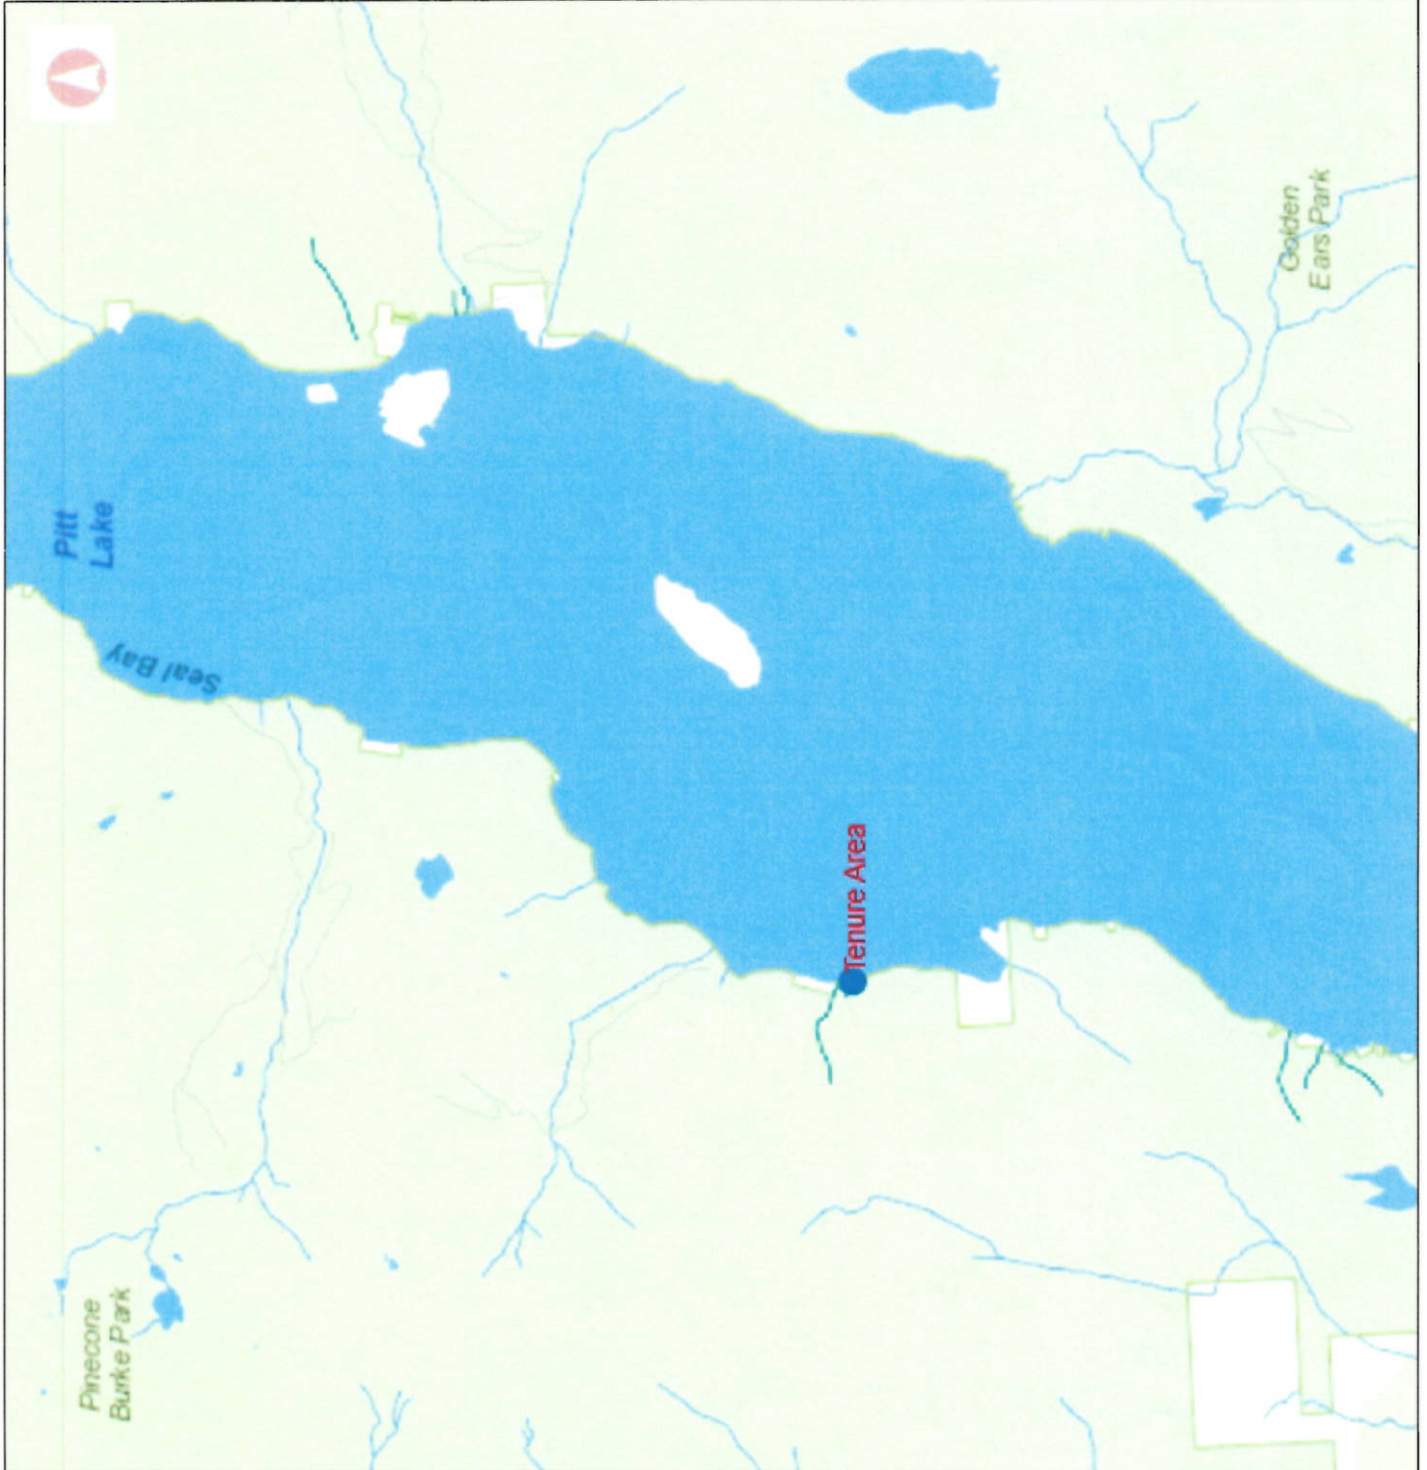 Pitt
Lake
Seal Bay
Golden
Ears Park
Tenure Area
Pinecone
Burke Park